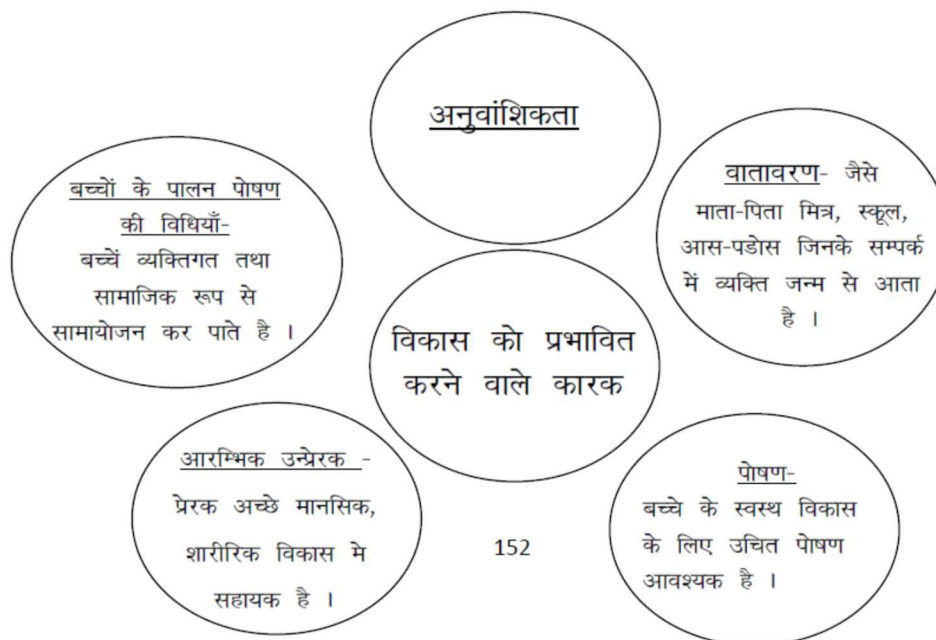 अनुवांशिकता
बच्चों के पालन पोषण
की विधियाँ-
बच्चें व्यक्तिगत तथा
सामाजिक रूप से
सामायोजन कर पाते है ।
वातावरण- जैसे
माता-पिता मित्र, स्कूल,
आस-पडोस जिनके सम्पर्क
में व्यक्ति जन्म से आता
है ।
विकास को प्रभावित
करने वाले कारक
आरम्भिक उन्प्रेरक -
प्रेरक अच्छे मानसिक,
शारीरिक विकास मे
सहायक है ।
152
पोषण-
बच्चे के स्वस्थ विकास
के लिए उचित पोषण
आवश्यक है ।